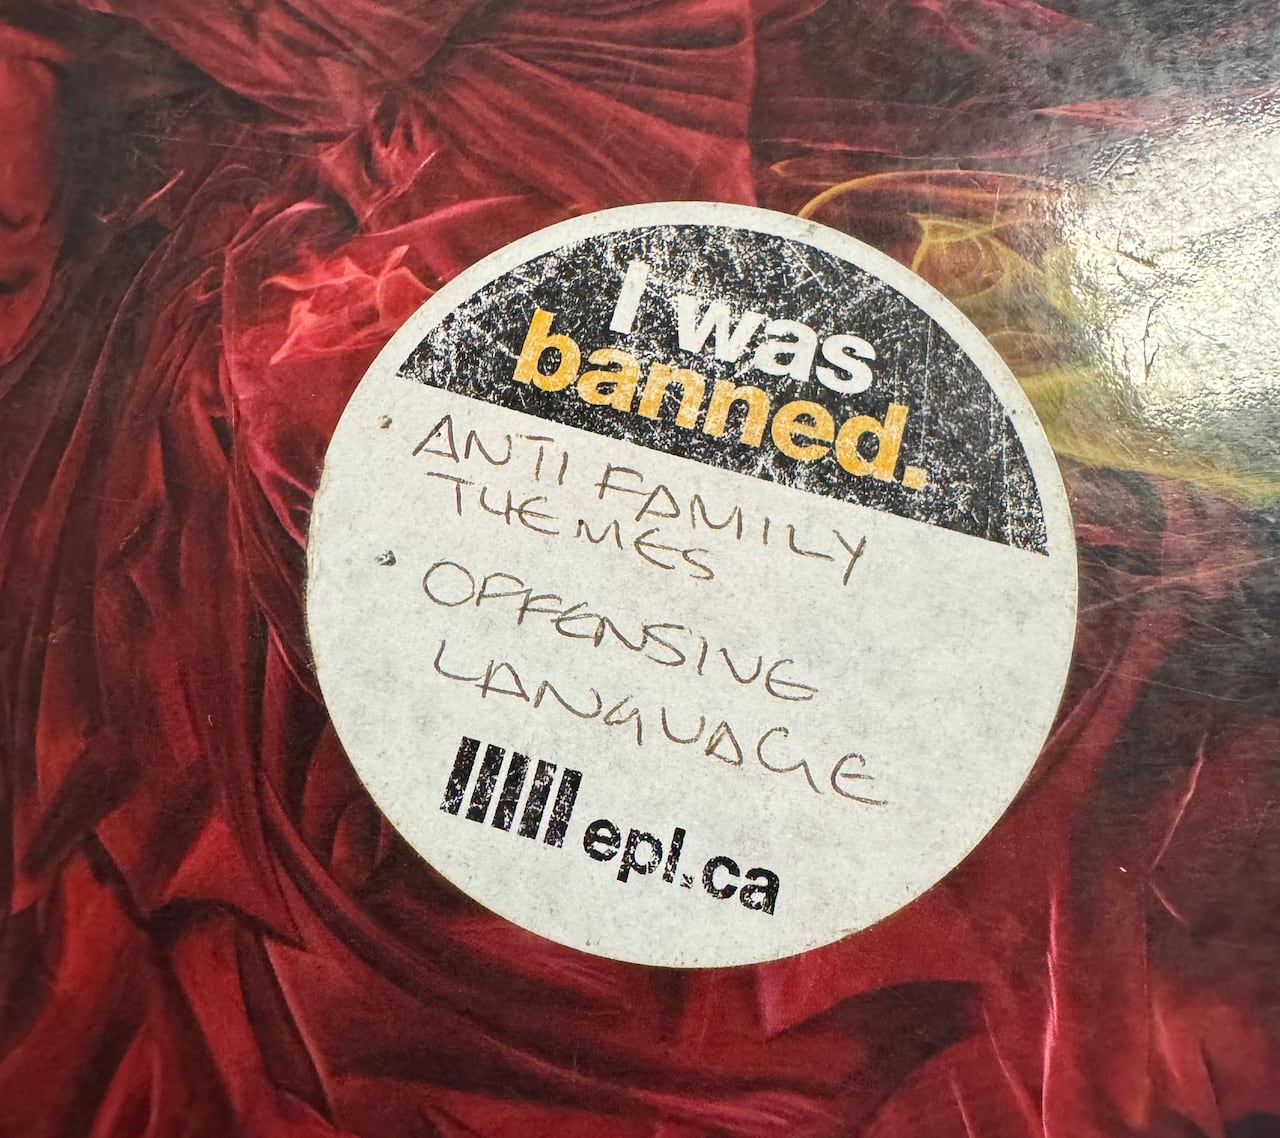 I was
banned.
• ANTI FAMILY
THEMES
• OFFENSIVE
LANGUAGE
epl.ca